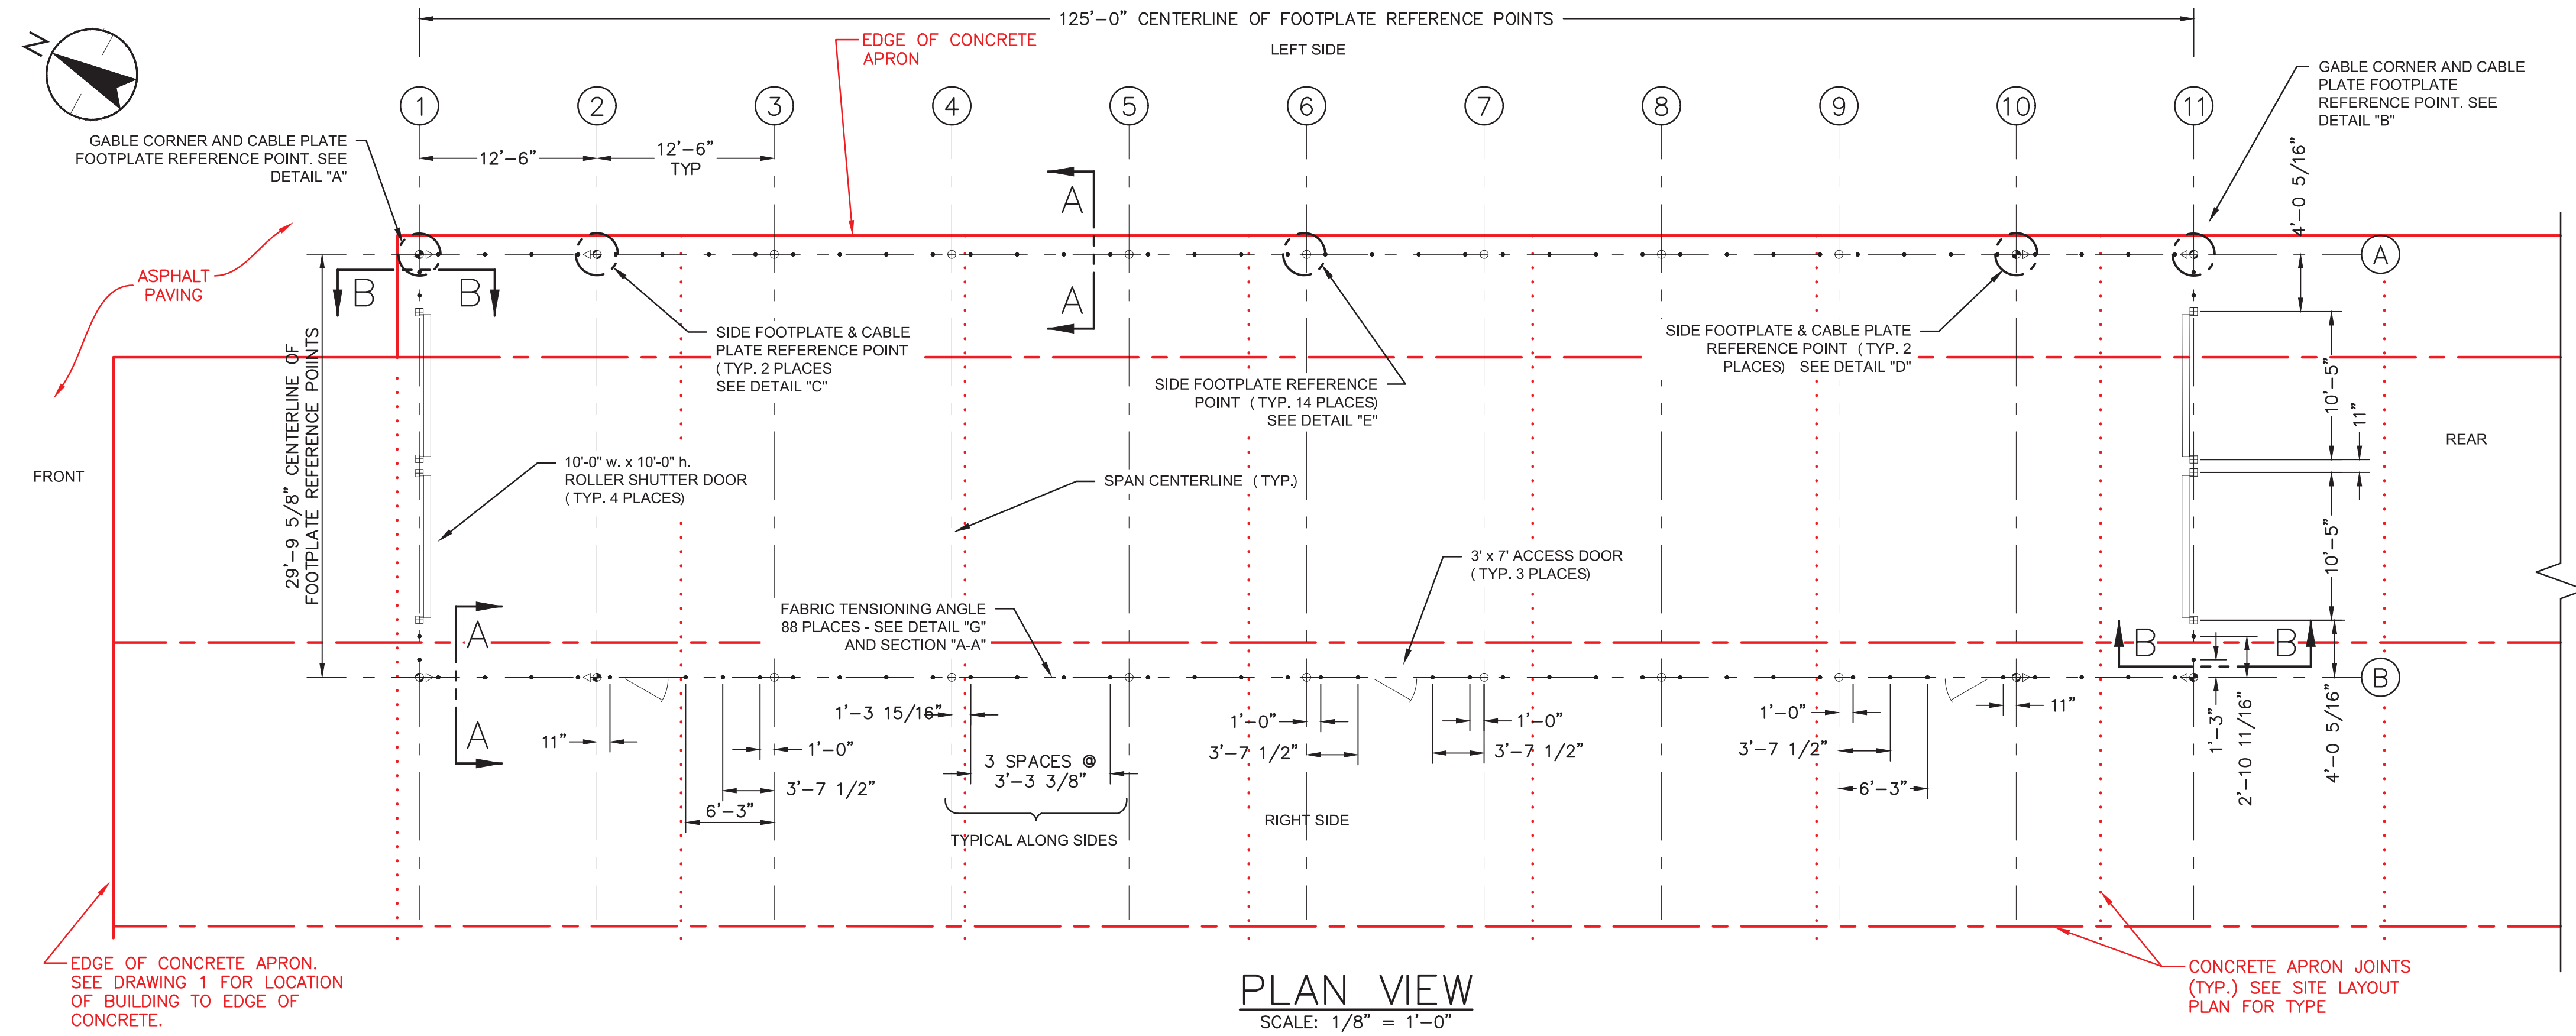 125'-0" CENTERLINE OF FOOTPLATE REFERENCE POINTS
LEFT SIDE
N
EDGE OF CONCRETE
APRON
GABLE CORNER AND CABLE
PLATE FOOTPLATE
REFERENCE POINT. SEE
DETAIL "B"
1
2
3
4
5
6
7
8
9
10
11
GABLE CORNER AND CABLE PLATE
FOOTPLATE REFERENCE POINT. SEE
DETAIL "A"
12'-6"
12'-6"
TYP
4'-0 5/16"
A
A
B
B
A
ASPHALT
PAVING
SIDE FOOTPLATE & CABLE
PLATE REFERENCE POINT
(TYP. 2 PLACES
SEE DETAIL "C"
SIDE FOOTPLATE REFERENCE
POINT (TYP. 14 PLACES)
SEE DETAIL "E"
SIDE FOOTPLATE & CABLE PLATE
REFERENCE POINT (TYP. 2
PLACES) SEE DETAIL "D"
29'-9 5/8" CENTERLINE OF
FOOTPLATE REFERENCE POINTS
10'-5"
11"
10'-5"
FRONT
REAR
10'-0" w. x 10'-0" h.
ROLLER SHUTTER DOOR
(TYP. 4 PLACES)
SPAN CENTERLINE (TYP.)
3' x 7' ACCESS DOOR
(TYP. 3 PLACES)
FABRIC TENSIONING ANGLE
88 PLACES - SEE DETAIL "G"
AND SECTION "A-A"
A
A
B
B
B
11"
6'-3"
3'-7 1/2"
1'-0"
1'-3 15/16"
3 SPACES @
3'-3 3/8"
TYPICAL ALONG SIDES
1'-0"
3'-7 1/2"
1'-0"
3'-7 1/2"
1'-0"
3'-7 1/2"
6'-3"
11"
1'-3"
2'-10 11/16"
4'-0 5/16"
RIGHT SIDE
EDGE OF CONCRETE APRON.
SEE DRAWING 1 FOR LOCATION
OF BUILDING TO EDGE OF
CONCRETE.
CONCRETE APRON JOINTS
(TYP.) SEE SITE LAYOUT
PLAN FOR TYPE
PLAN VIEW
SCALE: 1/8" = 1'-0"